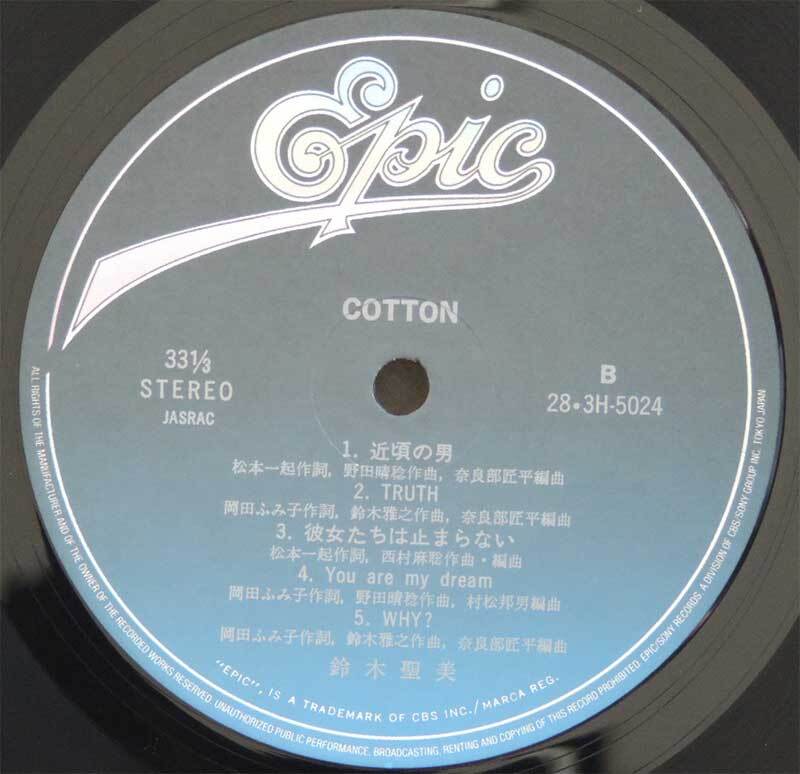 Epic
COTTON
33⅓
STEREO
JASRAC
B
28•3H-5024
1. 近頃の男
松本一起作詞, 野田晴稔作曲, 奈良部匠平編曲
2. TRUTH
岡田ふみ子作詞, 鈴木雅之作曲, 奈良部匠平編曲
3. 彼女たちは止まらない
松本一起作詞, 西村麻聡作曲・編曲
4. You are my dream
岡田ふみ子作詞, 野田晴稔作曲, 村松邦男編曲
5. WHY?
岡田ふみ子作詞, 鈴木雅之作曲, 奈良部匠平編曲
鈴木聖美
"EPIC", IS A TRADEMARK OF CBS INC./MARCA REG.
ALL RIGHTS OF THE MANUFACTURER AND OF THE OWNER OF THE RECORDED WORKS RESERVED. UNAUTHORIZED PUBLIC PERFORMANCE. BROADCASTING. RENTING AND COPYING OF THIS RECORD PROHIBITED. EPIC/SONY RECORDS. A DIVISION OF CBS/SONY GROUP INC. TOKYO JAPAN